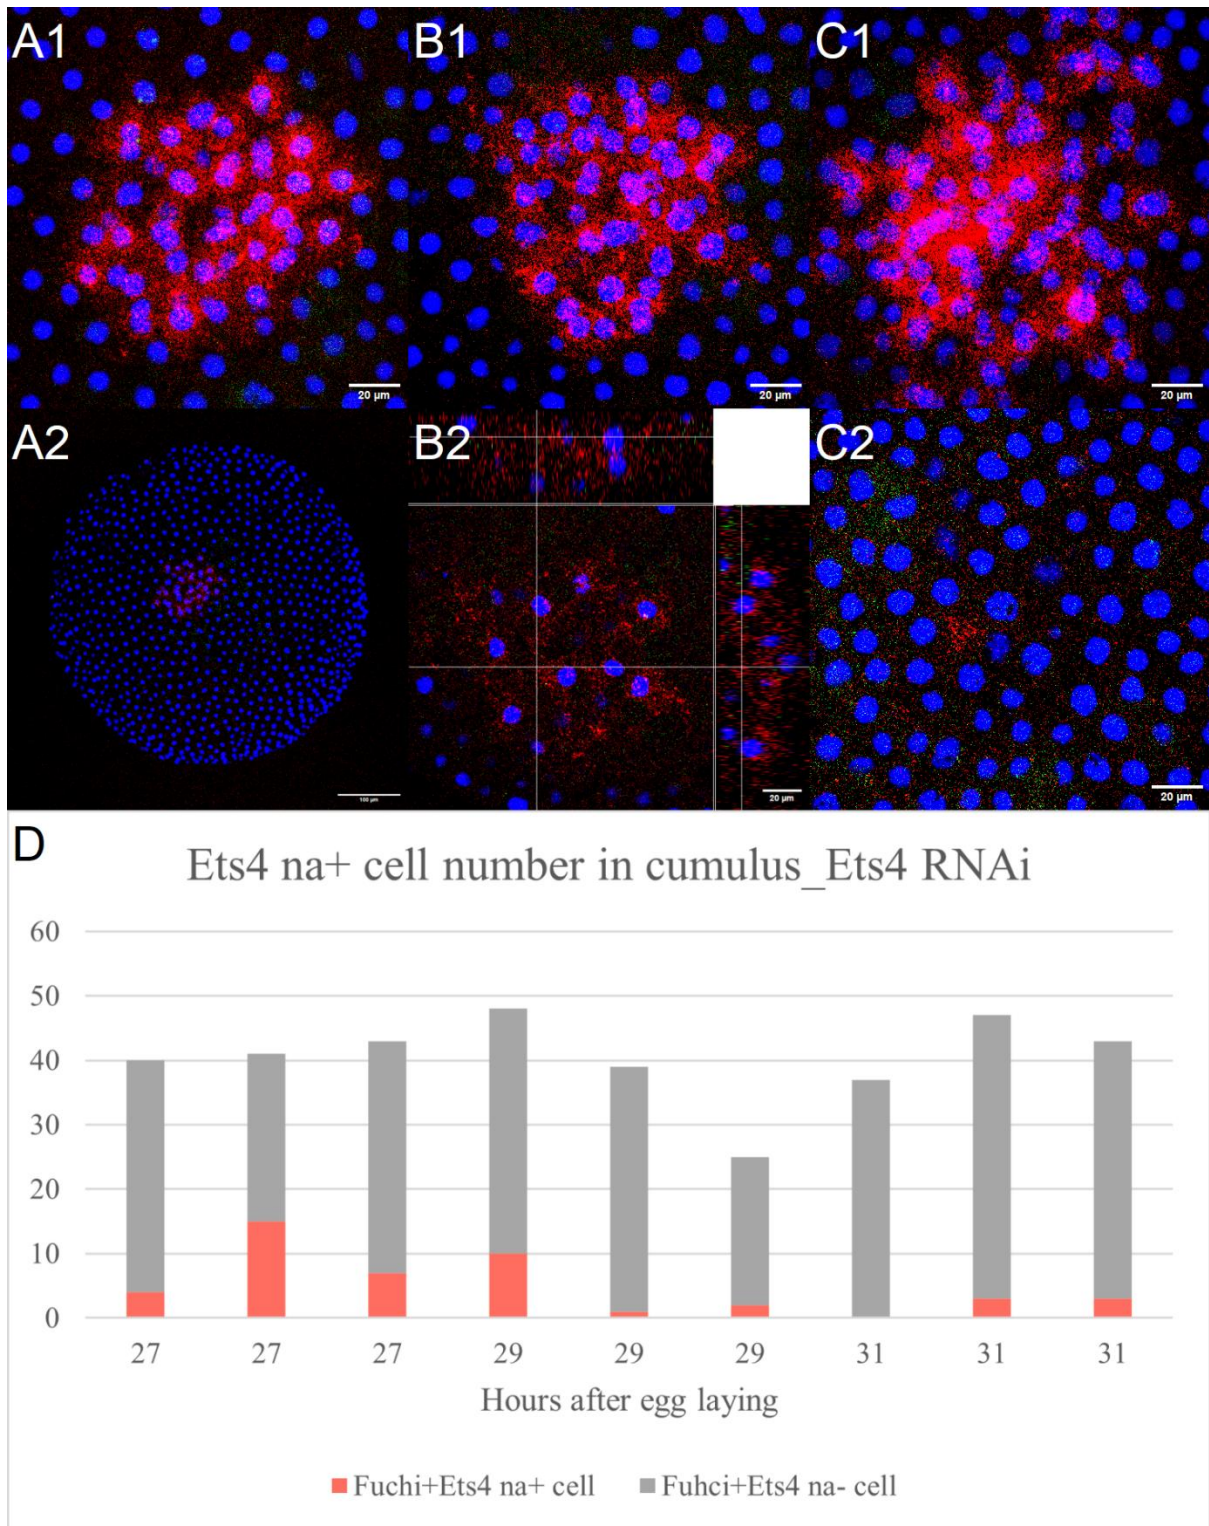 A1
B1
C1
20 µm
20 µm
20 µm
A2
B2
C2
100 µm
20 µm
20 µm
D
Ets4 na+ cell number in cumulus_Ets4 RNAi
60
50
40
30
20
10
0
27 27 27 29 29 29 31 31 31
Hours after egg laying
Fuchi+Ets4 na+ cell
Fuhci+Ets4 na- cell